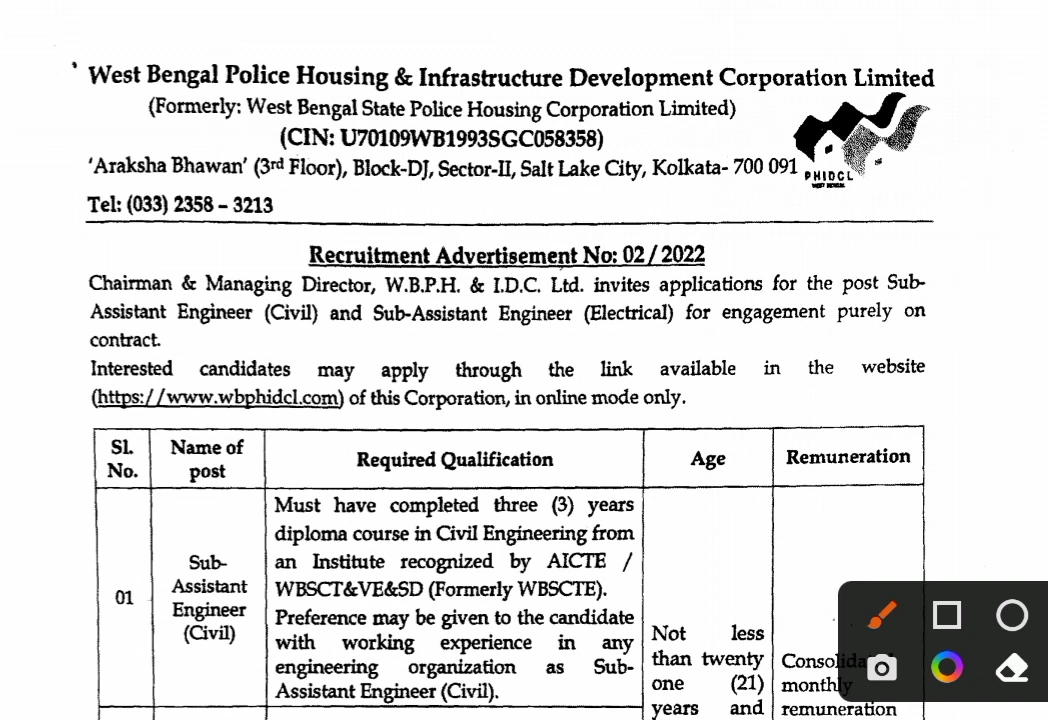 West Bengal Police Housing & Infrastructure Development Corporation Limited
(Formerly: West Bengal State Police Housing Corporation Limited)
(CIN: U70109WB1993SGC058358)
'Araksha Bhawan' (3rd Floor), Block-DJ, Sector-II, Salt Lake City, Kolkata- 700 091
PHIDCL
WEST BENGAL
Tel: (033) 2358 – 3213
Recruitment Advertisement No: 02 / 2022
Chairman & Managing Director, W.B.P.H. & I.D.C. Ltd. invites applications for the post Sub-
Assistant Engineer (Civil) and Sub-Assistant Engineer (Electrical) for engagement purely on
contract.
Interested candidates may apply through the link available in the website
(https://www.wbphidcl.com) of this Corporation, in online mode only.
Sl. No.
Name of post
Required Qualification
Age
Remuneration
01
Sub-
Assistant
Engineer
(Civil)
Must have completed three (3) years
diploma course in Civil Engineering from
an Institute recognized by AICTE /
WBSCT&VE&SD (Formerly WBSCTE).
Preference may be given to the candidate
with working experience in any
engineering organization as Sub-
Assistant Engineer (Civil).
Not less
than twenty
one (21)
years and
Consolidated
monthly
remuneration